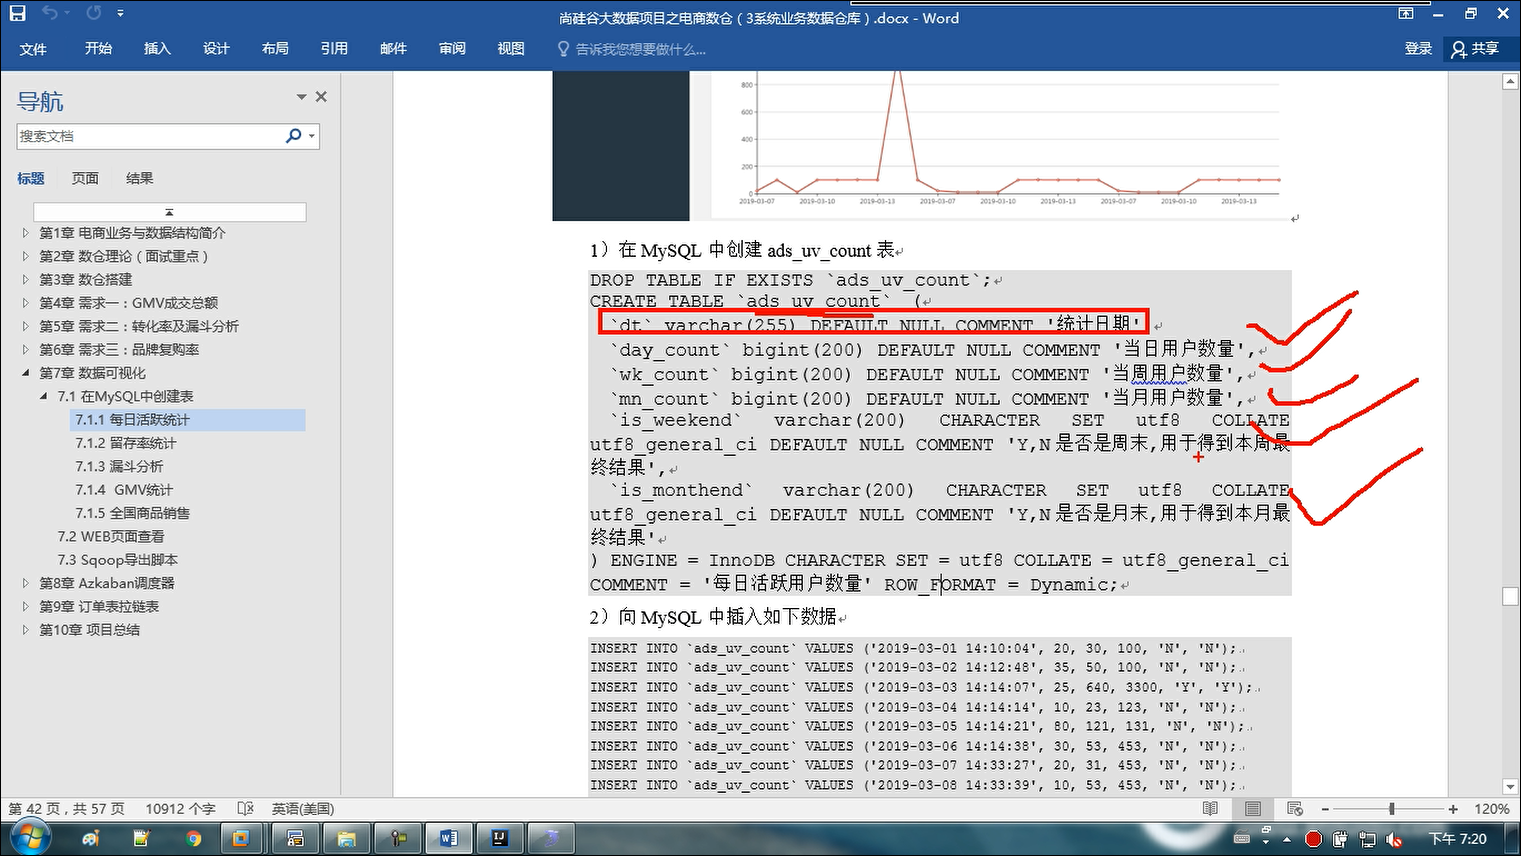 尚硅谷大数据项目之电商数仓（3系统业务数据仓库）.docx - Word
文件 开始 插入 设计 布局 引用 邮件 审阅 视图 告诉我您想要做什么... 登录 共享
导航
搜索文档
标题 页面 结果
第1章 电商业务与数据结构简介
第2章 数仓理论（面试重点）
第3章 数仓搭建
第4章 需求一：GMV成交总额
第5章 需求二：转化率及漏斗分析
第6章 需求三：品牌复购率
第7章 数据可视化
7.1 在MySQL中创建表
7.1.1 每日活跃统计
7.1.2 留存率统计
7.1.3 漏斗分析
7.1.4 GMV统计
7.1.5 全国商品销售
7.2 WEB页面查看
7.3 Sqoop导出脚本
第8章 Azkaban调度器
第9章 订单表拉链表
第10章 项目总结
800
600
400
200
0
2019-03-07 2019-03-10 2019-03-13 2019-03-07 2019-03-10 2019-03-13 2019-03-07 2019-03-10 2019-03-13
1）在 MySQL 中创建 ads_uv_count 表
DROP TABLE IF EXISTS `ads_uv_count`;
CREATE TABLE `ads_uv_count` (
`dt` varchar(255) DEFAULT NULL COMMENT '统计日期',
`day_count` bigint(200) DEFAULT NULL COMMENT '当日用户数量',
`wk_count` bigint(200) DEFAULT NULL COMMENT '当周用户数量',
`mn_count` bigint(200) DEFAULT NULL COMMENT '当月用户数量',
`is_weekend` varchar(200) CHARACTER SET utf8 COLLATE
utf8_general_ci DEFAULT NULL COMMENT 'Y,N 是否是周末,用于得到本周最
终结果',
`is_monthend` varchar(200) CHARACTER SET utf8 COLLATE
utf8_general_ci DEFAULT NULL COMMENT 'Y,N 是否是月末,用于得到本月最
终结果'
) ENGINE = InnoDB CHARACTER SET = utf8 COLLATE = utf8_general_ci
COMMENT = '每日活跃用户数量' ROW_FORMAT = Dynamic;
2）向 MySQL 中插入如下数据
INSERT INTO `ads_uv_count` VALUES ('2019-03-01 14:10:04', 20, 30, 100, 'N', 'N');
INSERT INTO `ads_uv_count` VALUES ('2019-03-02 14:12:48', 35, 50, 100, 'N', 'N');
INSERT INTO `ads_uv_count` VALUES ('2019-03-03 14:14:07', 25, 640, 3300, 'Y', 'Y');
INSERT INTO `ads_uv_count` VALUES ('2019-03-04 14:14:14', 10, 23, 123, 'N', 'N');
INSERT INTO `ads_uv_count` VALUES ('2019-03-05 14:14:21', 80, 121, 131, 'N', 'N');
INSERT INTO `ads_uv_count` VALUES ('2019-03-06 14:14:38', 30, 53, 453, 'N', 'N');
INSERT INTO `ads_uv_count` VALUES ('2019-03-07 14:33:27', 20, 31, 453, 'N', 'N');
INSERT INTO `ads_uv_count` VALUES ('2019-03-08 14:33:39', 10, 53, 453, 'N', 'N');
第 42 页，共 57 页 10912 个字 英语(美国) 120%
下午 7:20